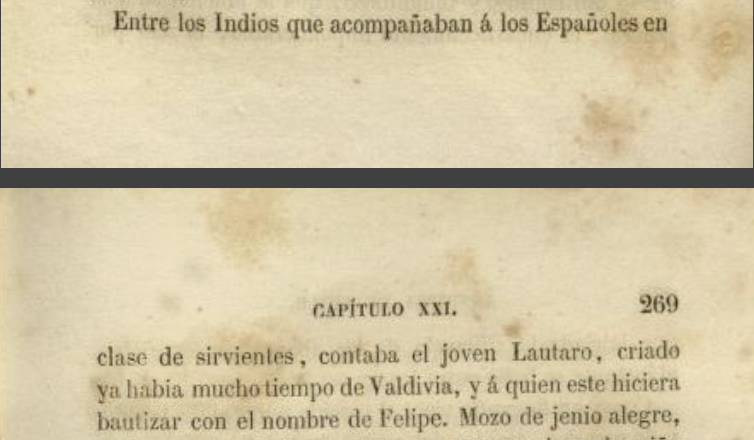 Entre los Indios que acompañaban á los Españoles en
CAPÍTULO XXI. 269
clase de sirvientes, contaba el joven Lautaro, criado
ya habia mucho tiempo de Valdivia, y á quien este hiciera
bautizar con el nombre de Felipe. Mozo de jenio alegre,